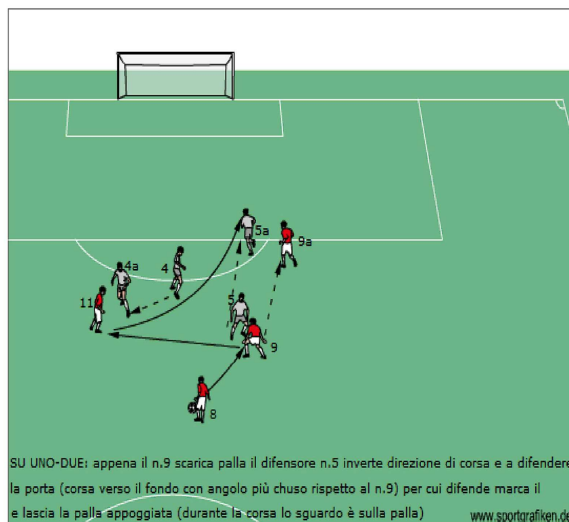 5a
9a
4
4a
11
5
9
8
SU UNO-DUE: appena il n.9 scarica palla il difensore n.5 inverte direzione di corsa e a difendere
la porta (corsa verso il fondo con angolo più chuso rispetto al n.9) per cui difende marca il
e lascia la palla appoggiata (durante la corsa lo sguardo è sulla palla)
www.sportgrafiken.de